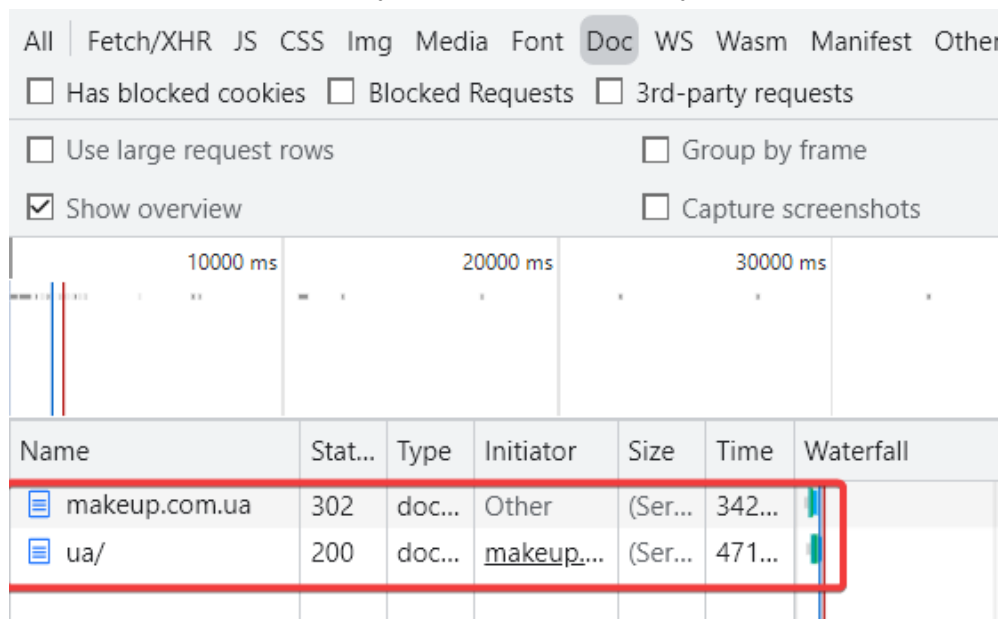 All Fetch/XHR JS CSS Img Media Font Doc WS Wasm Manifest Other
Has blocked cookies Blocked Requests 3rd-party requests
Use large request rows Group by frame
Show overview Capture screenshots
10000 ms 20000 ms 30000 ms
Name Stat... Type Initiator Size Time Waterfall
makeup.com.ua 302 doc... Other (Ser... 342...
ua/ 200 doc... makeup.... (Ser... 471...